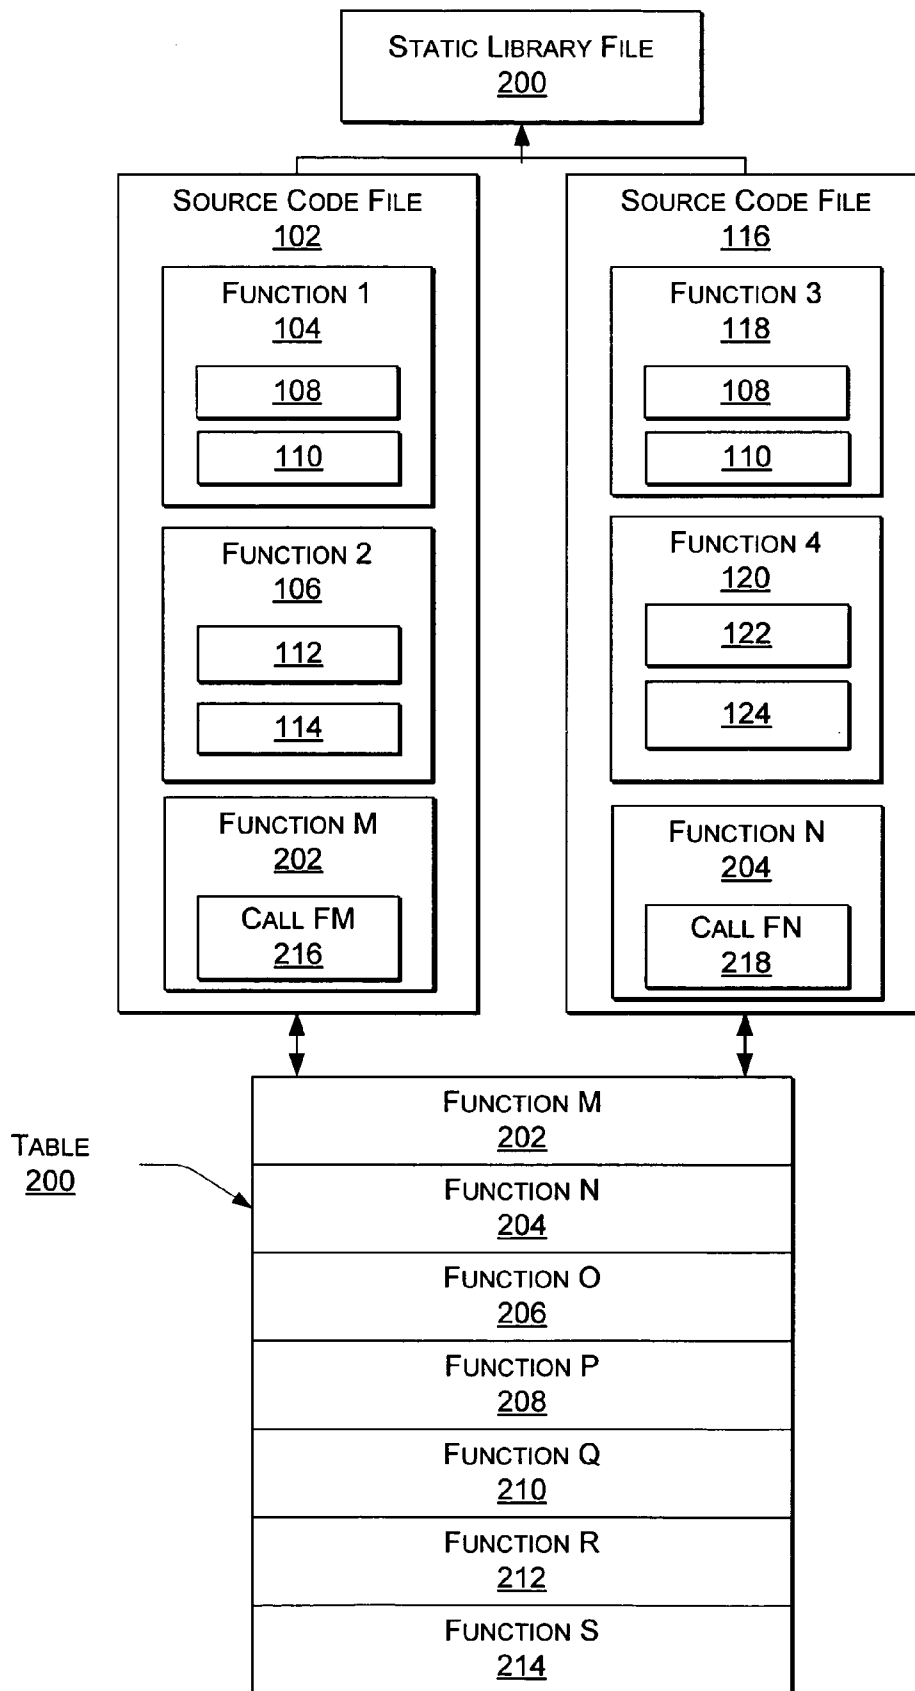 STATIC LIBRARY FILE
200
SOURCE CODE FILE
102
FUNCTION 1
104
108
110
FUNCTION 2
106
112
114
FUNCTION M
202
CALL FM
216
SOURCE CODE FILE
116
FUNCTION 3
118
108
110
FUNCTION 4
120
122
124
FUNCTION N
204
CALL FN
218
TABLE
200
FUNCTION M
202
FUNCTION N
204
FUNCTION O
206
FUNCTION P
208
FUNCTION Q
210
FUNCTION R
212
FUNCTION S
214